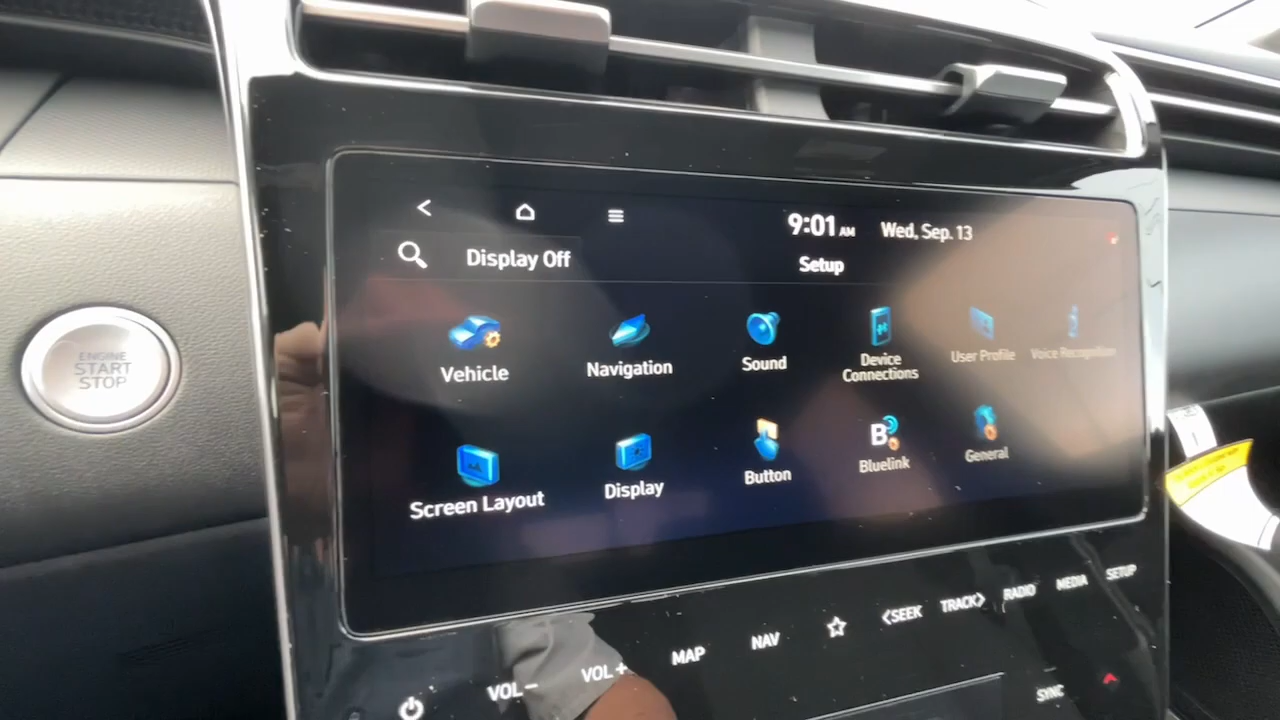 9:01 AM Wed, Sep. 13
Display Off
Setup
ENGINE
START
STOP
Vehicle
Navigation
Sound
Device
Connections
User Profile
Voice Recognition
Screen Layout
Display
Button
Bluelink
General
VOL –
VOL +
MAP
NAV
<SEEK
TRACK>
RADIO
MEDIA
SETUP
SYNC